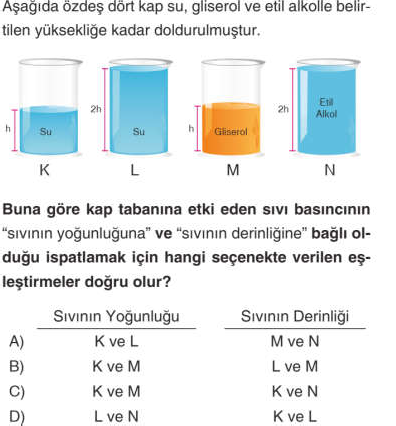 Aşağıda özdeş dört kap su, gliserol ve etil alkolle belir-
tilen yüksekliğe kadar doldurulmuştur.
h Su 2h Su h Gliserol 2h Etil Alkol
K L M N
Buna göre kap tabanına etki eden sıvı basıncının
“sıvının yoğunluğuna” ve “sıvının derinliğine” bağlı ol-
duğu ispatlamak için hangi seçenekte verilen eş-
leştirmeler doğru olur?
Sıvının Yoğunluğu Sıvının Derinliği
A) K ve L M ve N
B) K ve M L ve M
C) K ve M K ve N
D) L ve N K ve L